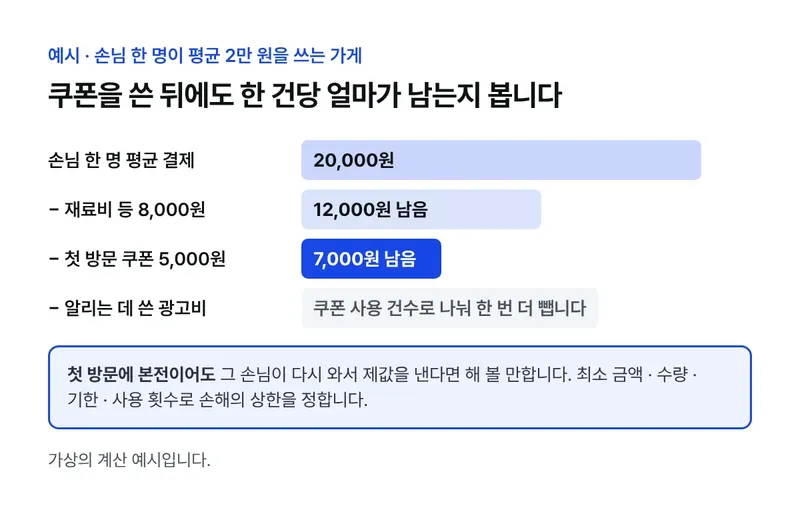 예시 · 손님 한 명이 평균 2만 원을 쓰는 가게
쿠폰을 쓴 뒤에도 한 건당 얼마가 남는지 봅니다
손님 한 명 평균 결제 20,000원
− 재료비 등 8,000원 12,000원 남음
− 첫 방문 쿠폰 5,000원 7,000원 남음
− 알리는 데 쓴 광고비 쿠폰 사용 건수로 나눠 한 번 더 뺍니다
첫 방문에 본전이어도 그 손님이 다시 와서 제값을 낸다면 해 볼 만합니다. 최소 금액 · 수량 ·
기한 · 사용 횟수로 손해의 상한을 정합니다.
가상의 계산 예시입니다.